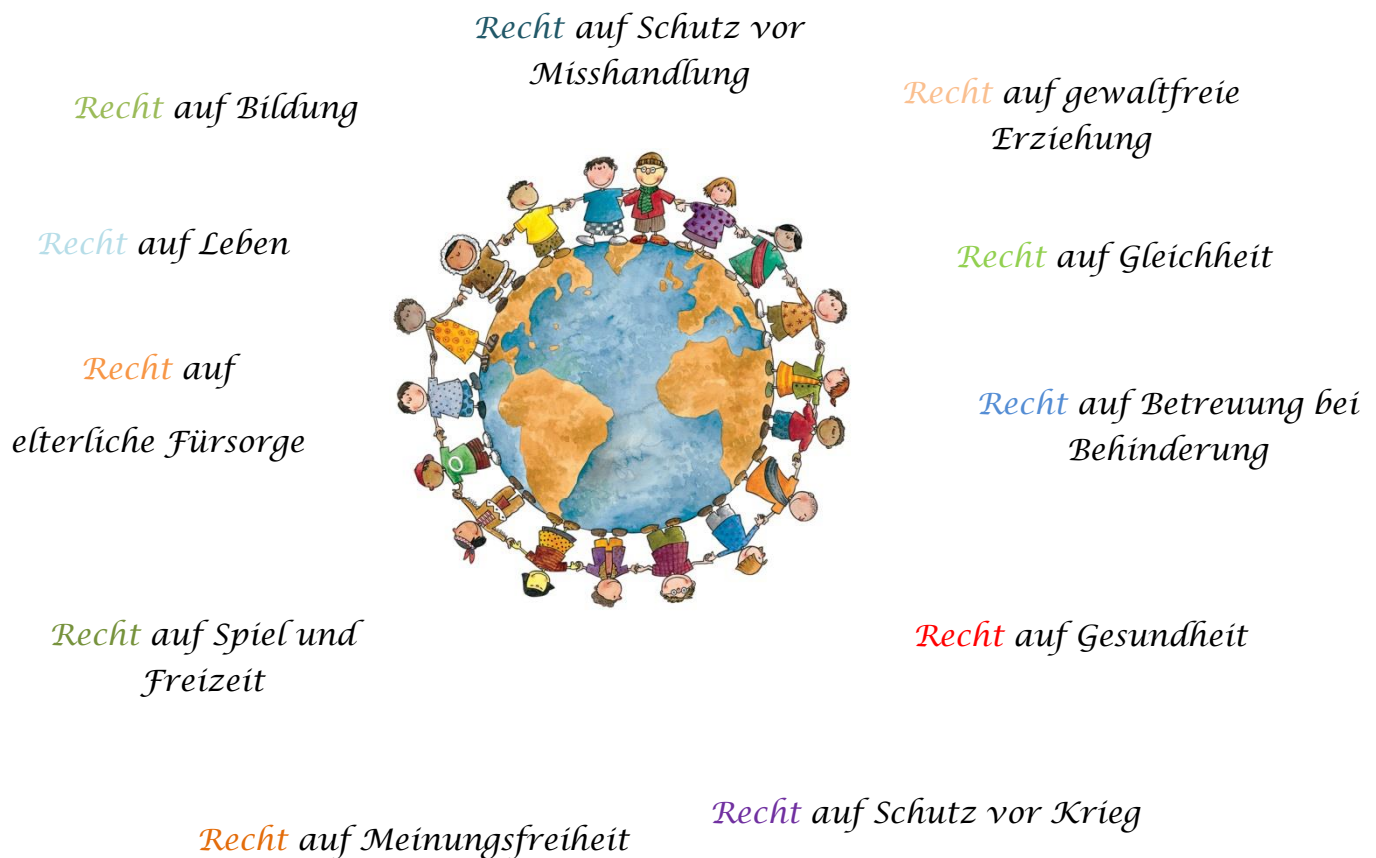 Recht auf Schutz vor
Misshandlung
Recht auf Bildung
Recht auf gewaltfreie
Erziehung
Recht auf Leben
Recht auf Gleichheit
Recht auf
elterliche Fürsorge
Recht auf Betreuung bei
Behinderung
Recht auf Spiel und
Freizeit
Recht auf Gesundheit
Recht auf Meinungsfreiheit
Recht auf Schutz vor Krieg